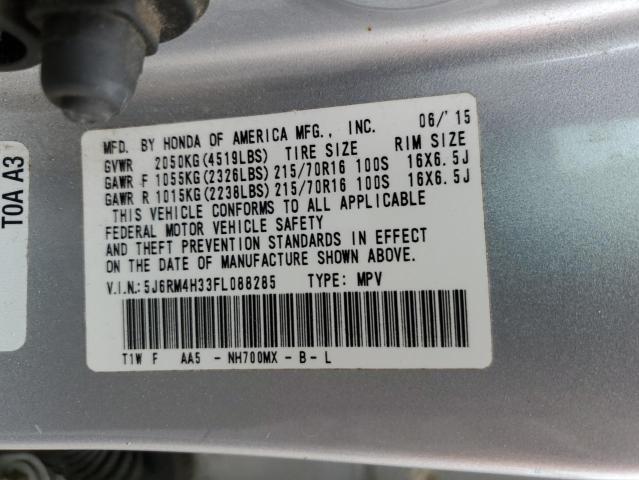 MFD. BY HONDA OF AMERICA MFG., INC. 06/'15
GVWR 2050KG(4519LBS) TIRE SIZE RIM SIZE
GAWR F 1055KG(2326LBS) 215/70R16 100S 16X6.5J
GAWR R 1015KG(2238LBS) 215/70R16 100S 16X6.5J
THIS VEHICLE CONFORMS TO ALL APPLICABLE
FEDERAL MOTOR VEHICLE SAFETY
AND THEFT PREVENTION STANDARDS IN EFFECT
ON THE DATE OF MANUFACTURE SHOWN ABOVE.
V.I.N.:5J6RM4H33FL088285 TYPE: MPV
T1W F AA5 - NH700MX - B - L
T0A A3